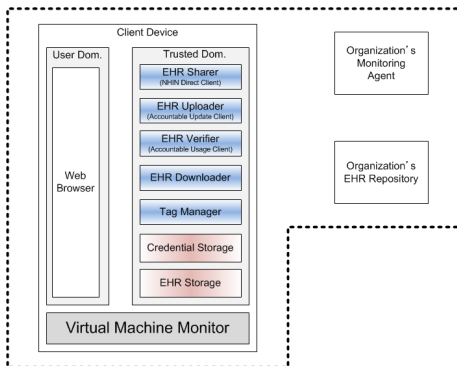 Client Device
User Dom.
Trusted Dom.
Web
Browser
EHR Sharer
(NHIN Direct Client)
EHR Uploader
(Accountable Update Client)
EHR Verifier
(Accountable Usage Client)
EHR Downloader
Tag Manager
Credential Storage
EHR Storage
Virtual Machine Monitor
Organization's
Monitoring
Agent
Organization's
EHR Repository